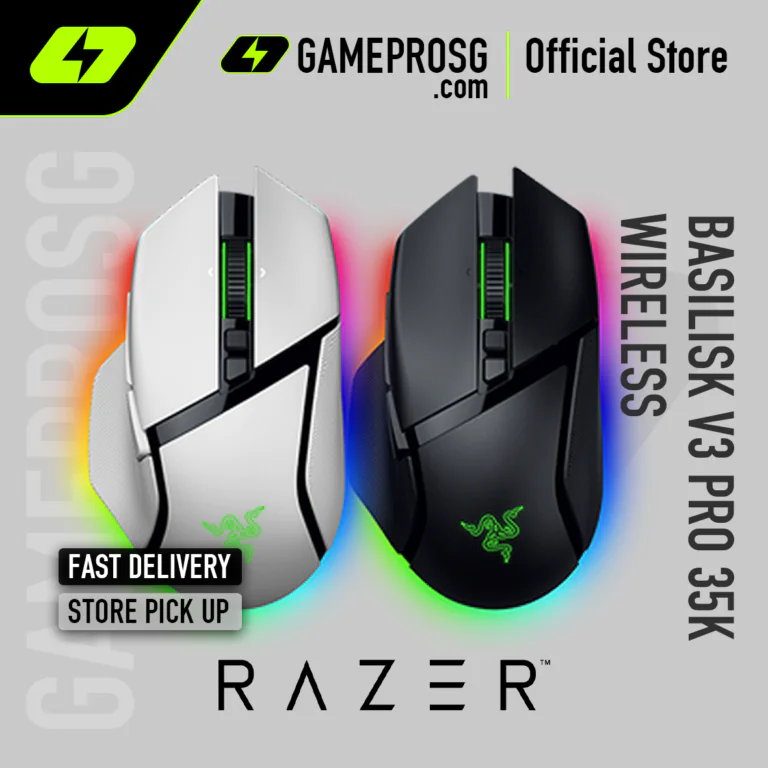 GAMEPROSG
.com
Official Store
GAMEPROSG
BASILISK V3 PRO 35K
WIRELESS
FAST DELIVERY
STORE PICK UP
RAZER™